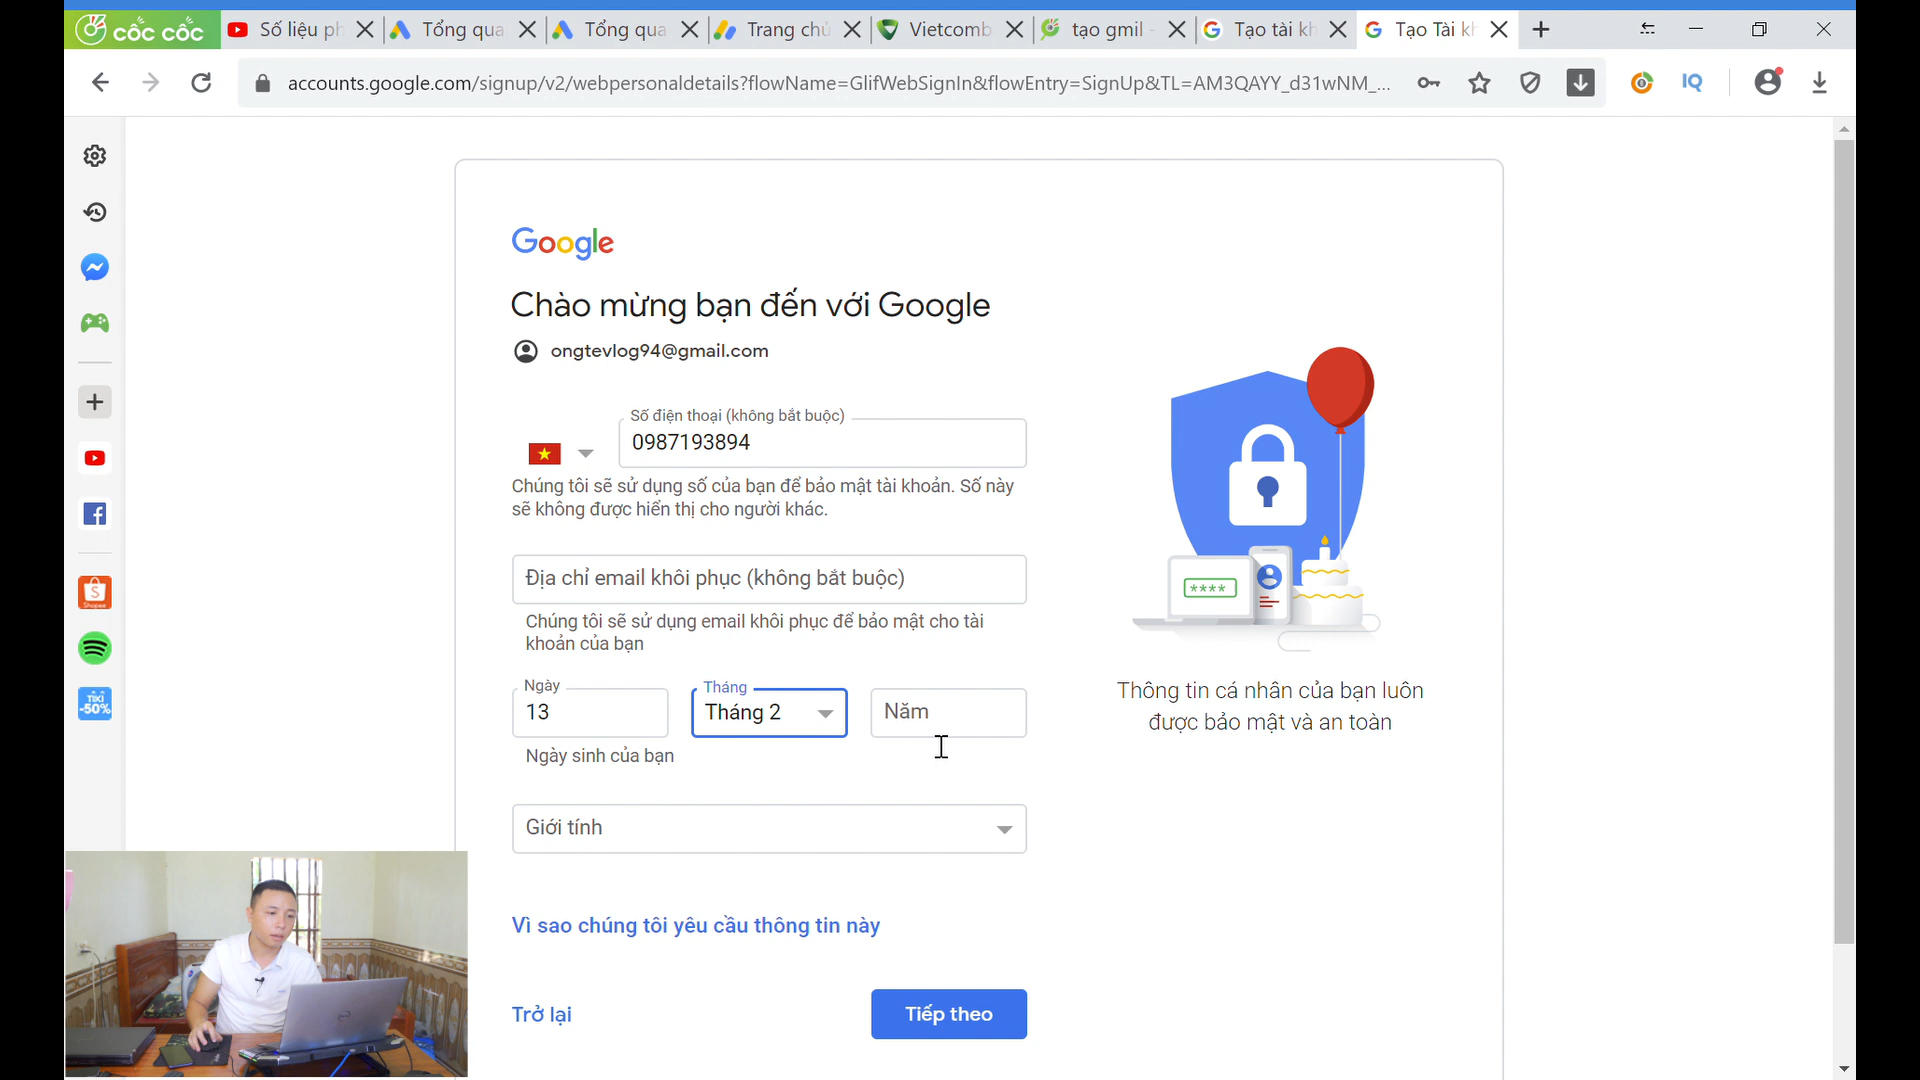 cốc cốc
Số liệu ph
Tổng qua
Tổng qua
Trang chủ
Vietcomb
tạo gmil -
Tạo tài kh
Tạo Tài kh
accounts.google.com/signup/v2/webpersonaldetails?flowName=GlifWebSignIn&flowEntry=SignUp&TL=AM3QAYY_d31wNM_...
IQ
Google
Chào mừng bạn đến với Google
ongtevlog94@gmail.com
Số điện thoại (không bắt buộc)
0987193894
Chúng tôi sẽ sử dụng số của bạn để bảo mật tài khoản. Số này
sẽ không được hiển thị cho người khác.
Địa chỉ email khôi phục (không bắt buộc)
Chúng tôi sẽ sử dụng email khôi phục để bảo mật cho tài
khoản của bạn
Ngày
13
Tháng
Tháng 2
Năm
Ngày sinh của bạn
Giới tính
Vì sao chúng tôi yêu cầu thông tin này
Trở lại
Tiếp theo
****
Thông tin cá nhân của bạn luôn
được bảo mật và an toàn
Shopee
TIKI
-50%